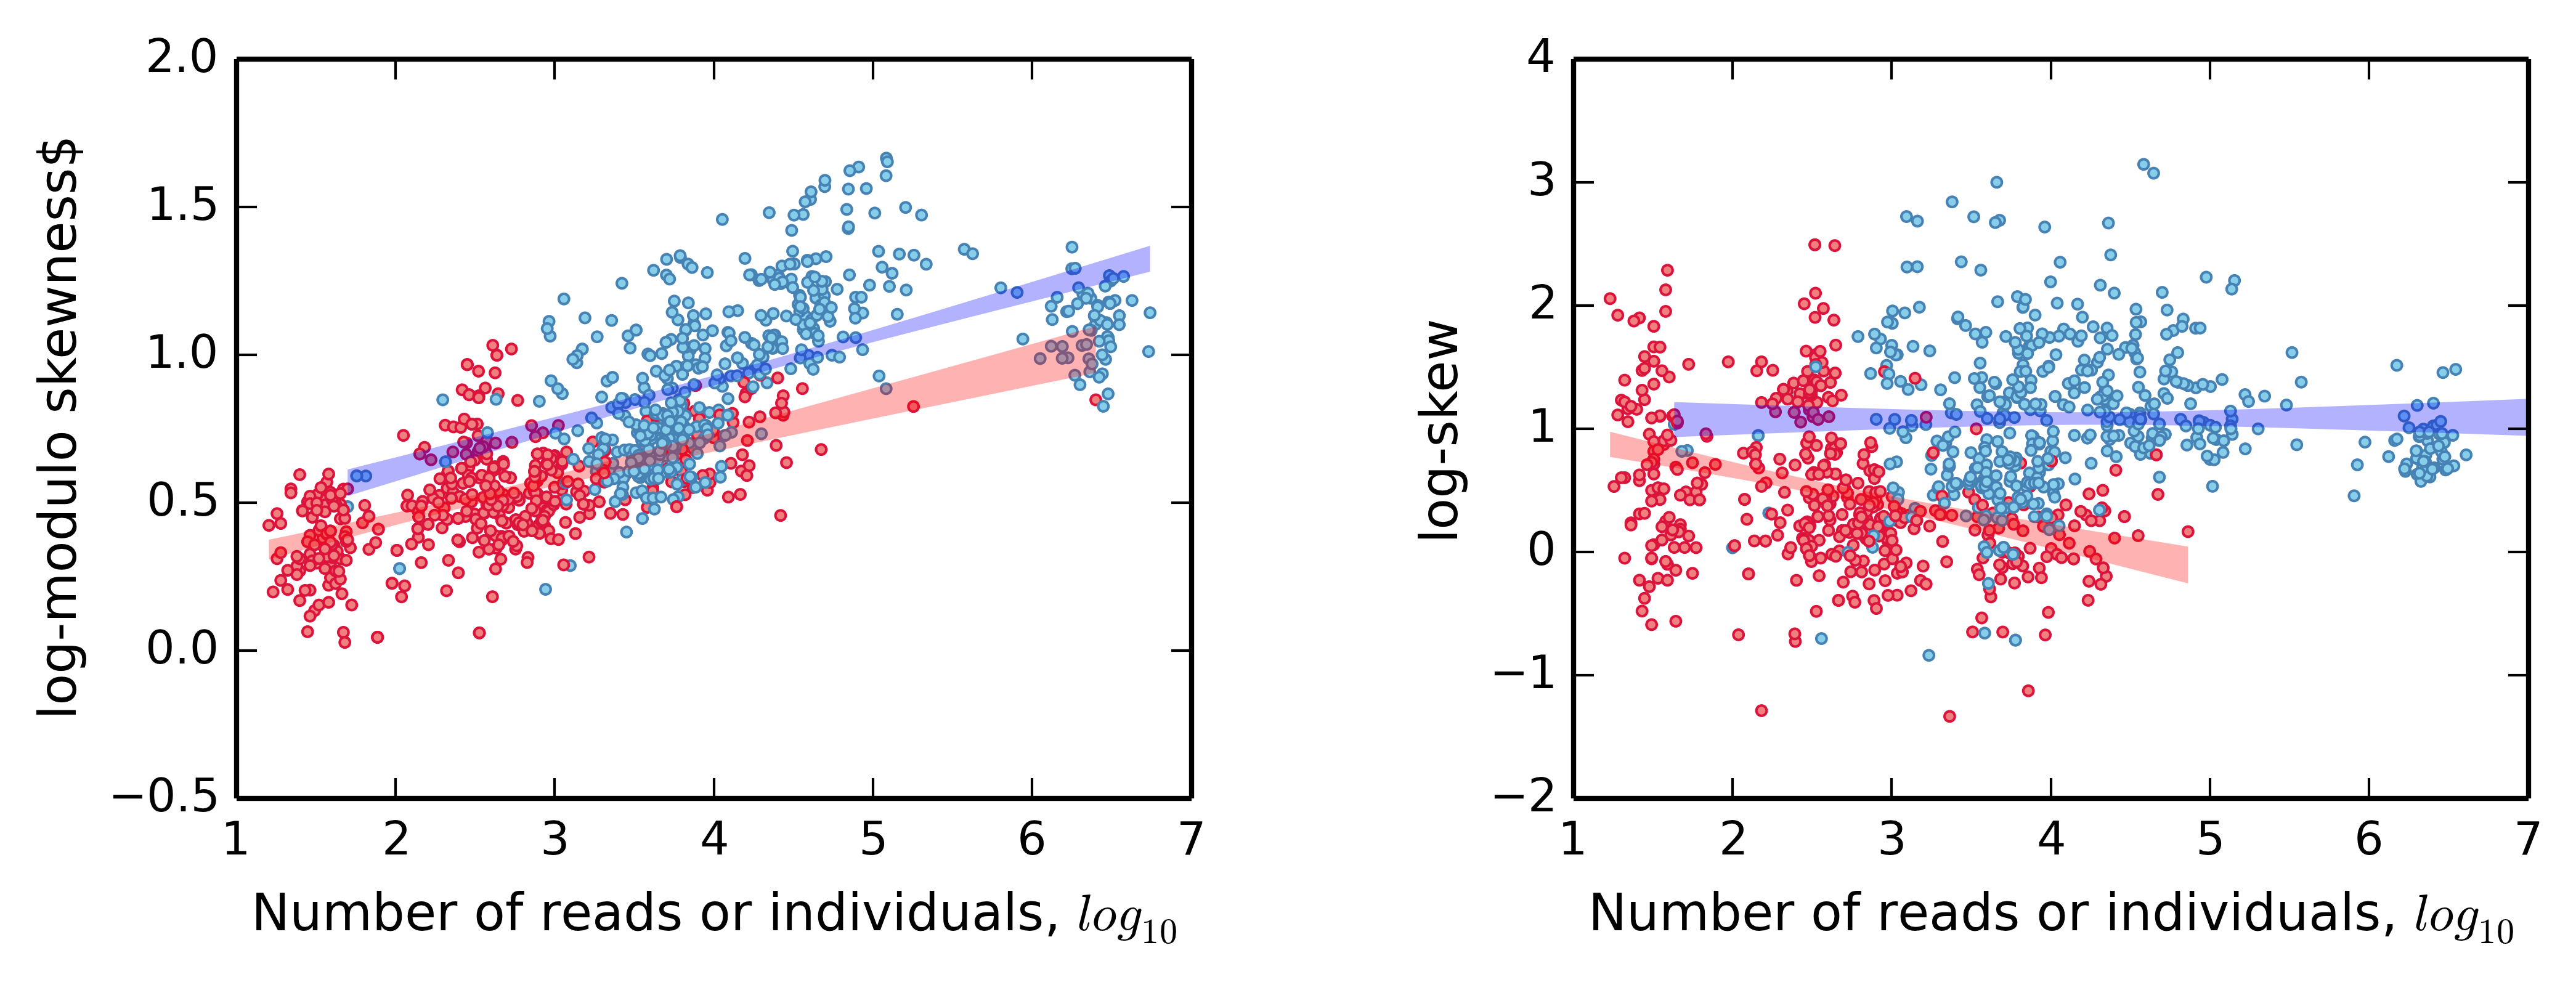 2.0
1.5
1.0
0.5
0.0
−0.5
log-modulo skewnesss$
1 2 3 4 5 6 7
Number of reads or individuals, log10
4
3
2
1
0
−1
−2
log-skew
1 2 3 4 5 6 7
Number of reads or individuals, log10